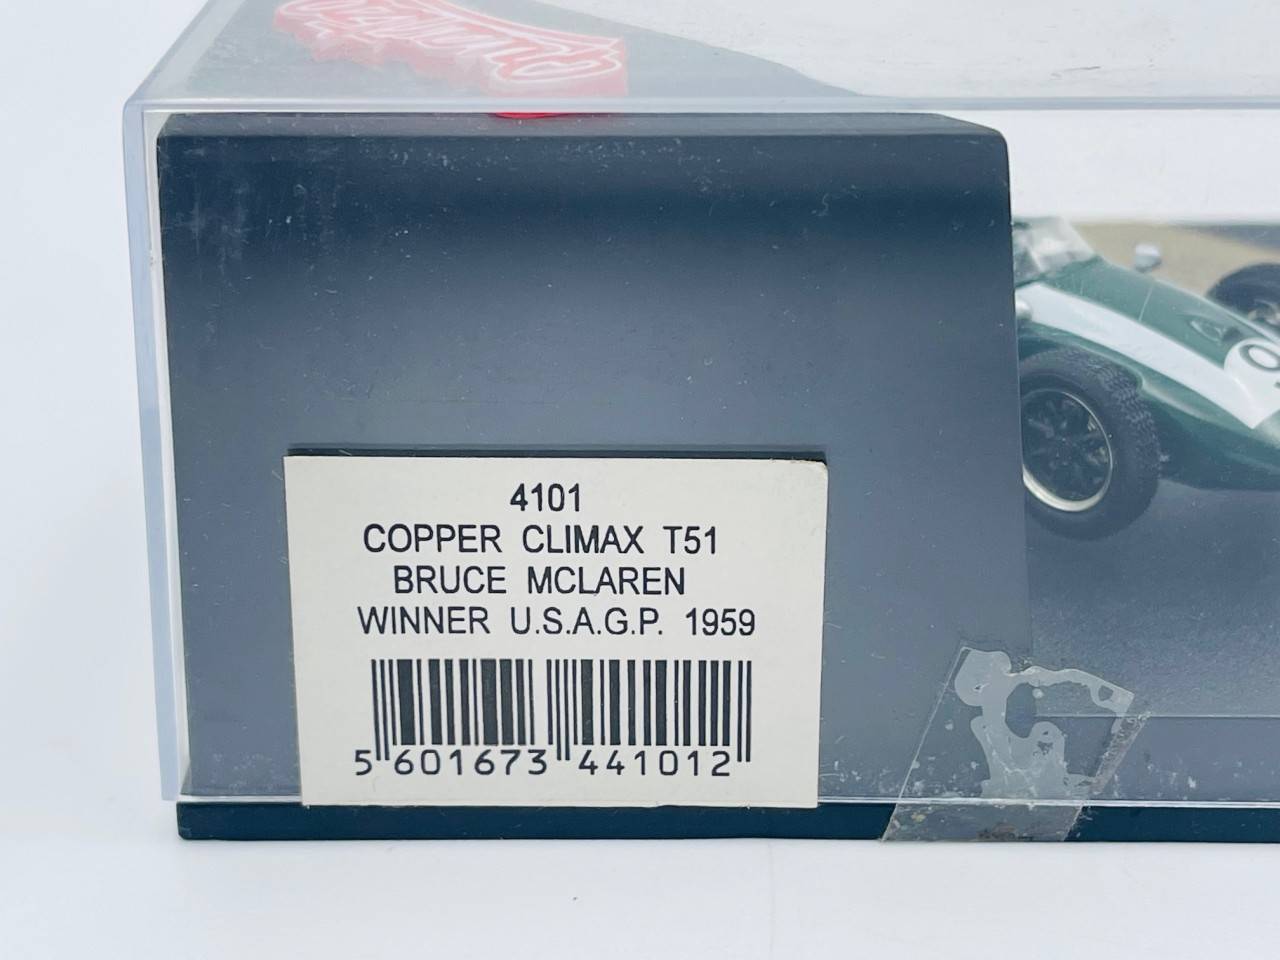 4101
COPPER CLIMAX T51
BRUCE MCLAREN
WINNER U.S.A.G.P. 1959
5 601673 441012